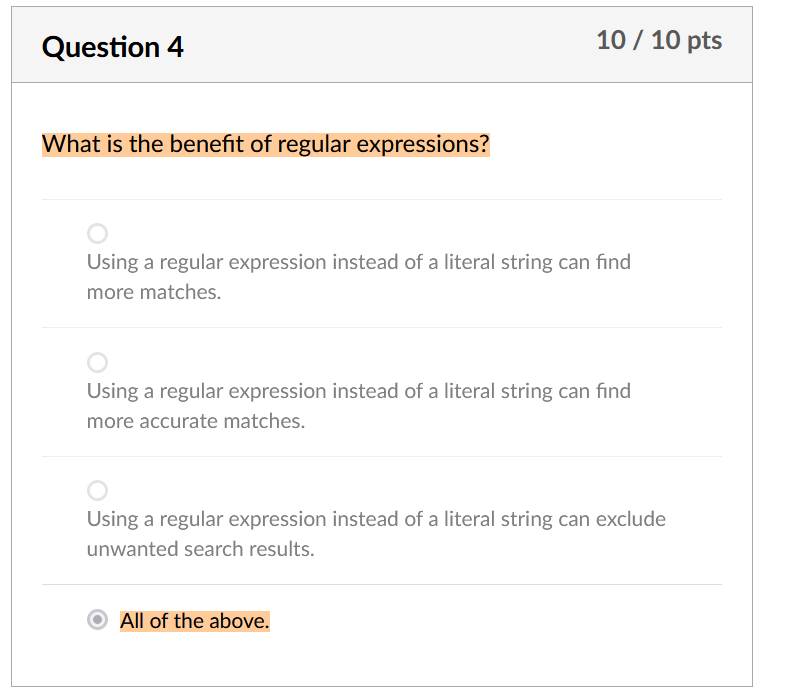 Question 4
10 / 10 pts
What is the benefit of regular expressions?
Using a regular expression instead of a literal string can find
more matches.
Using a regular expression instead of a literal string can find
more accurate matches.
Using a regular expression instead of a literal string can exclude
unwanted search results.
All of the above.